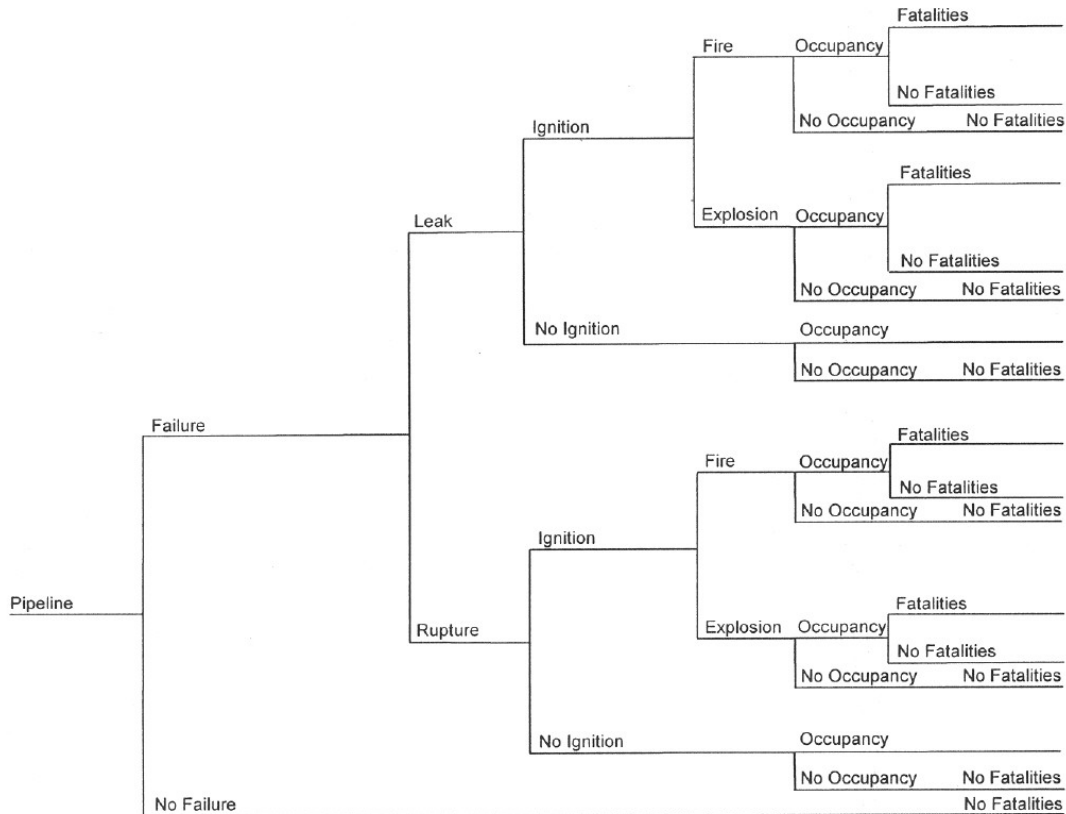 Fatalities
Fire Occupancy
No Fatalities
No Occupancy No Fatalities
Ignition
Fatalities
Leak Explosion Occupancy
No Fatalities
No Occupancy No Fatalities
No Ignition Occupancy
No Occupancy No Fatalities
Failure
Fatalities
Fire Occupancy
No Fatalities
No Occupancy No Fatalities
Ignition
Pipeline Fatalities
Rupture Explosion Occupancy
No Fatalities
No Occupancy No Fatalities
No Ignition Occupancy
No Occupancy No Fatalities
No Failure No Fatalities